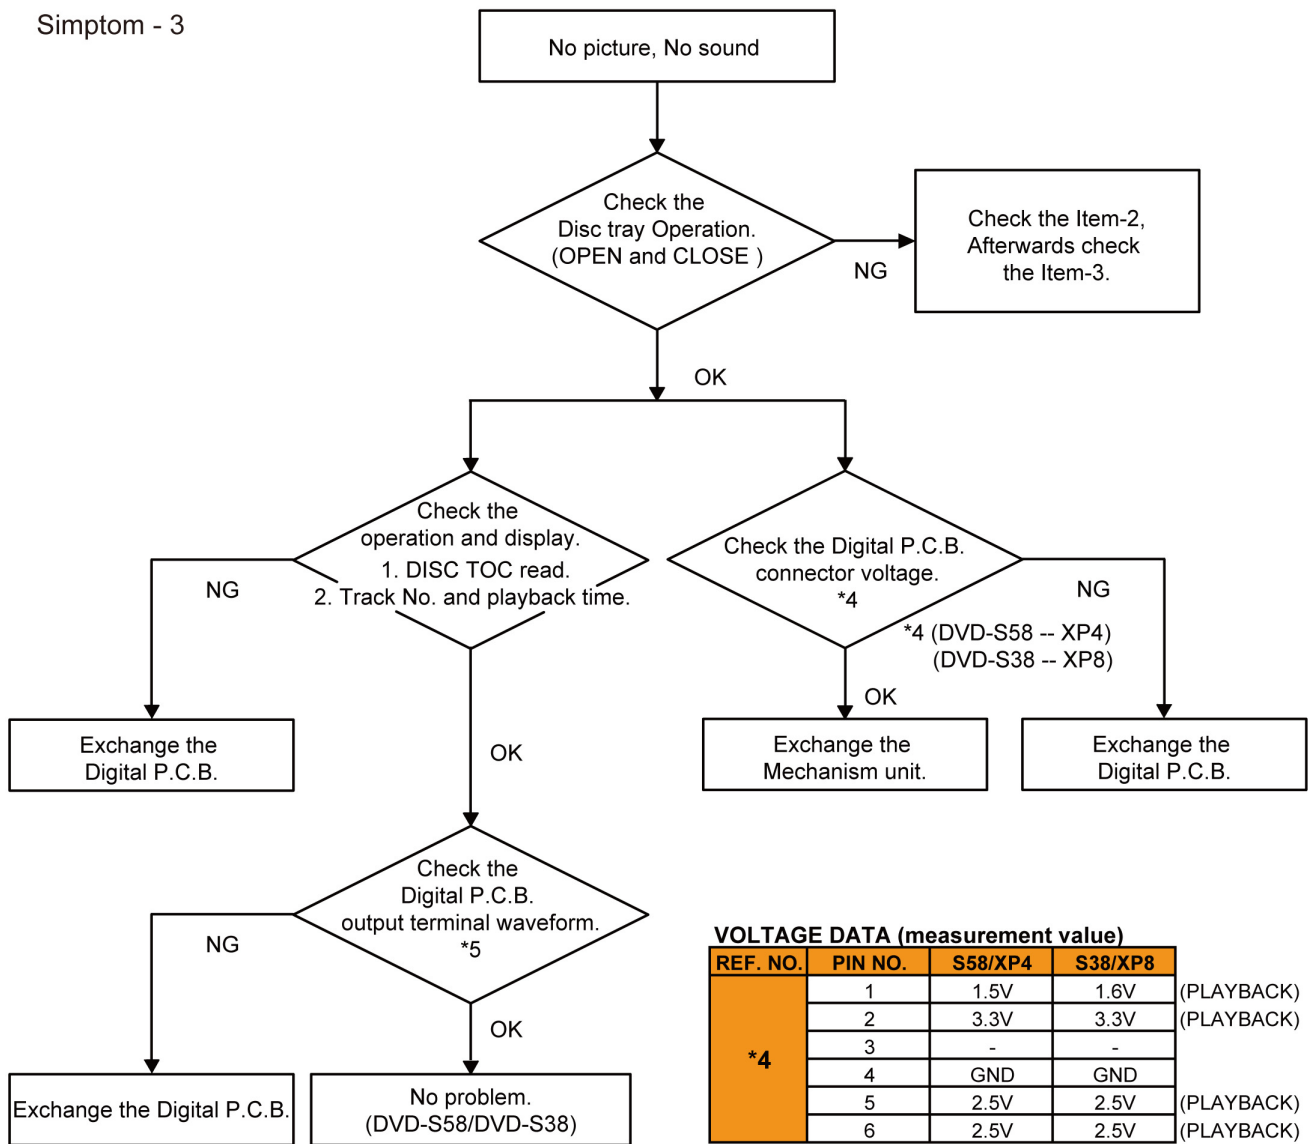 Simptom - 3
No picture, No sound
Check the
Disc tray Operation.
(OPEN and CLOSE )
NG
Check the Item-2,
Afterwards check
the Item-3.
OK
Check the
operation and display.
1. DISC TOC read.
2. Track No. and playback time.
NG
Check the Digital P.C.B.
connector voltage.
*4
NG
*4 (DVD-S58 -- XP4)
(DVD-S38 -- XP8)
OK
Exchange the
Digital P.C.B.
OK
Exchange the
Mechanism unit.
Exchange the
Digital P.C.B.
Check the
Digital P.C.B.
output terminal waveform.
*5
NG
OK
Exchange the Digital P.C.B.
No problem.
(DVD-S58/DVD-S38)
VOLTAGE DATA (measurement value)
REF. NO. PIN NO. S58/XP4 S38/XP8
*4
1 1.5V 1.6V (PLAYBACK)
2 3.3V 3.3V (PLAYBACK)
3 - -
4 GND GND
5 2.5V 2.5V (PLAYBACK)
6 2.5V 2.5V (PLAYBACK)